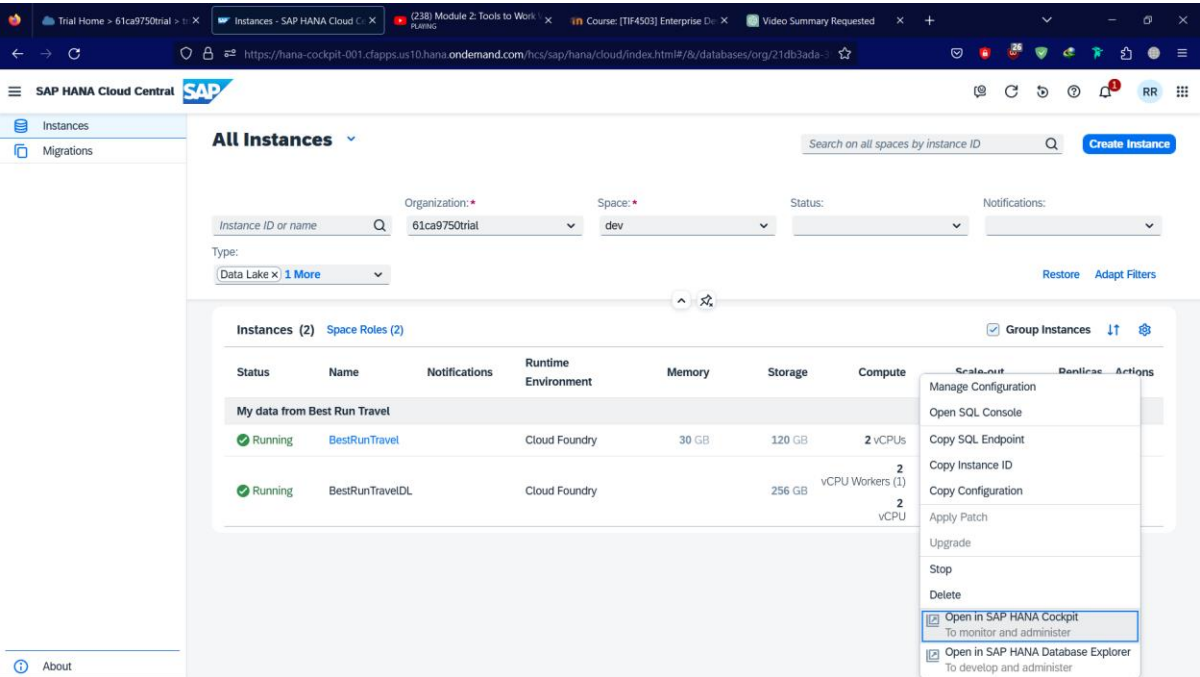 Trial Home > 61ca9750trial > t
Instances - SAP HANA Cloud C
(238) Module 2: Tools to Work
PLAYING
Course: [TIF4503] Enterprise De
Video Summary Requested
https://hana-cockpit-001.cfapps.us10.hana.ondemand.com/hcs/sap/hana/cloud/index.html#/&/databases/org/21db3ada-3
26
SAP HANA Cloud Central
SAP
1
RR
Instances
Migrations
All Instances
Search on all spaces by instance ID
Create Instance
Organization:*
Space:*
Status:
Notifications:
Instance ID or name
61ca9750trial
dev
Type:
Data Lake × 1 More
Restore
Adapt Filters
Instances (2)
Space Roles (2)
Group Instances
Status
Name
Notifications
Runtime Environment
Memory
Storage
Compute
Scale-out
Replicas
Actions
My data from Best Run Travel
Running
BestRunTravel
Cloud Foundry
30 GB
120 GB
2 vCPUs
Running
BestRunTravelDL
Cloud Foundry
256 GB
2
vCPU Workers (1)
2
vCPU
Manage Configuration
Open SQL Console
Copy SQL Endpoint
Copy Instance ID
Copy Configuration
Apply Patch
Upgrade
Stop
Delete
Open in SAP HANA Cockpit
To monitor and administer
Open in SAP HANA Database Explorer
To develop and administer
About